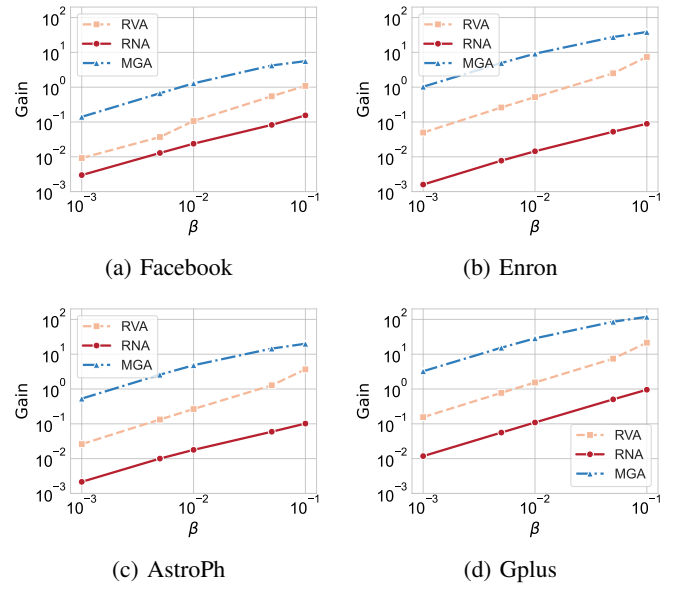 10^2
10^1
10^0
10^-1
10^-2
10^-3
Gain
RVA
RNA
MGA
10^-3
10^-2
10^-1
β
(a) Facebook
10^2
10^1
10^0
10^-1
10^-2
10^-3
Gain
RVA
RNA
MGA
10^-3
10^-2
10^-1
β
(b) Enron
10^2
10^1
10^0
10^-1
10^-2
10^-3
Gain
RVA
RNA
MGA
10^-3
10^-2
10^-1
β
(c) AstroPh
10^2
10^1
10^0
10^-1
10^-2
10^-3
Gain
RVA
RNA
MGA
10^-3
10^-2
10^-1
β
(d) Gplus